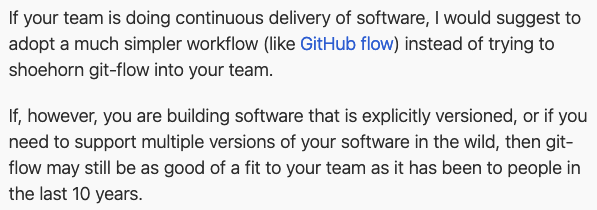 If your team is doing continuous delivery of software, I would suggest to
adopt a much simpler workflow (like GitHub flow) instead of trying to
shoehorn git-flow into your team.
If, however, you are building software that is explicitly versioned, or if you
need to support multiple versions of your software in the wild, then git-
flow may still be as good of a fit to your team as it has been to people in
the last 10 years.